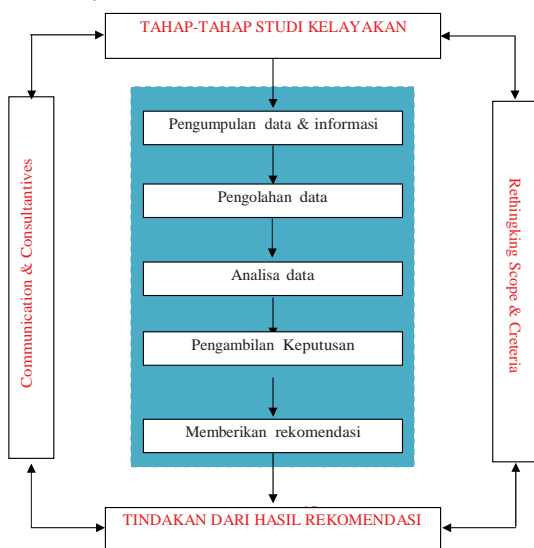 TAHAP-TAHAP STUDI KELAYAKAN
Communication & Consultantives
Pengumpulan data & informasi
Pengolahan data
Analisa data
Pengambilan Keputusan
Memberikan rekomendasi
Rethingking Scope & Creteria
TINDAKAN DARI HASIL REKOMENDASI